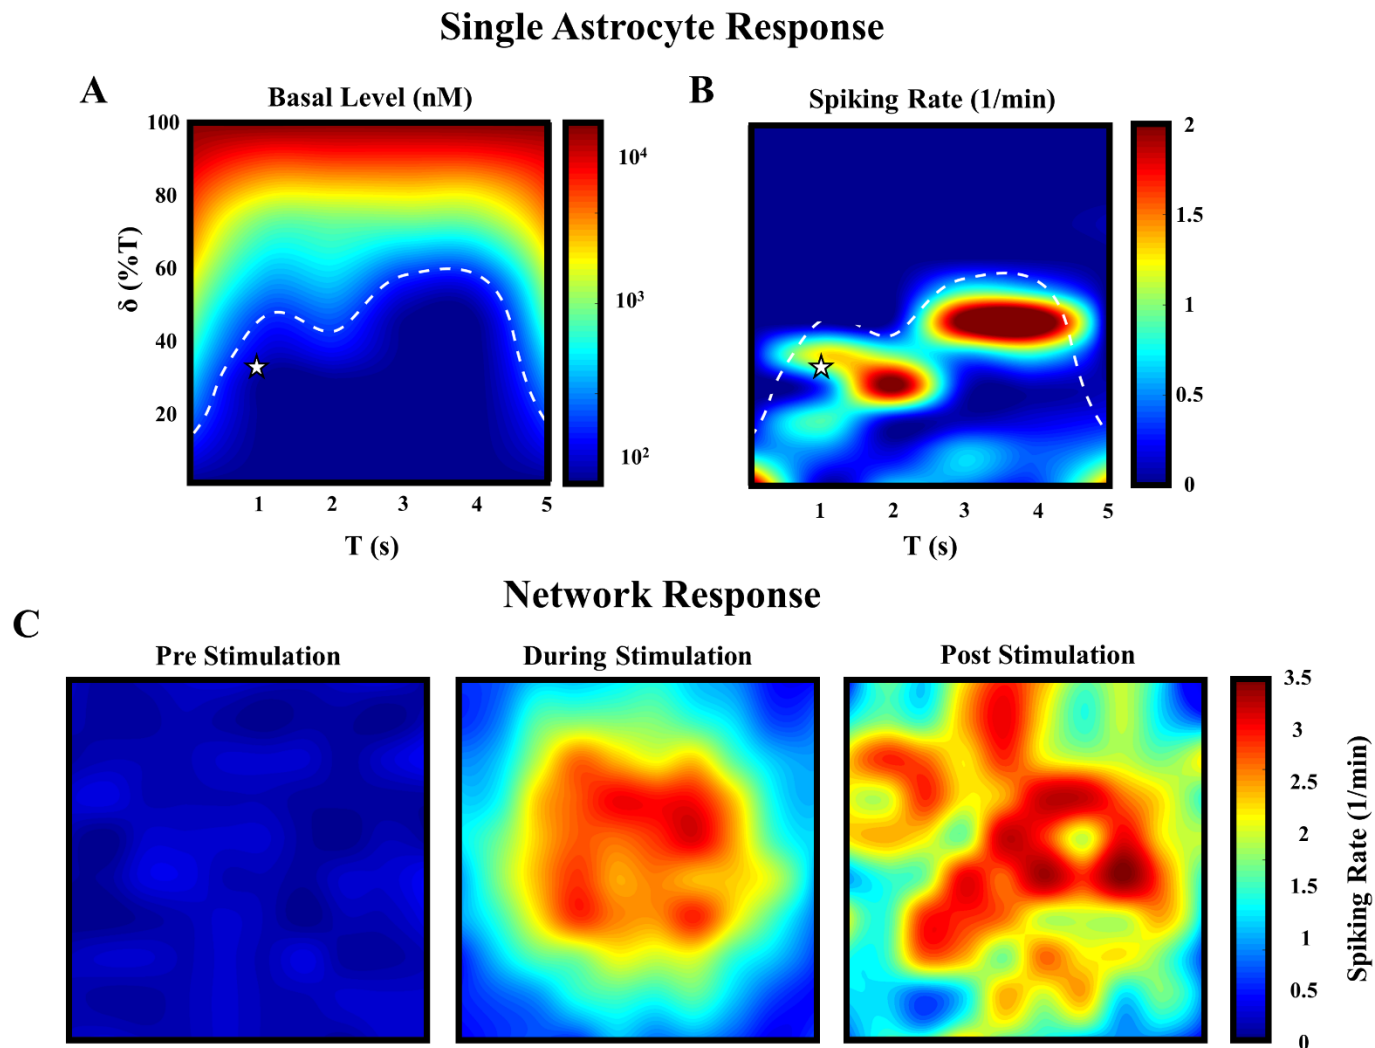 Single Astrocyte Response
A
Basal Level (nM)
100
80
60
40
20
δ (%T)
1 2 3 4 5
T (s)
10⁴
10³
10²
B
Spiking Rate (1/min)
1 2 3 4 5
T (s)
2
1.5
1
0.5
0
Network Response
C
Pre Stimulation
During Stimulation
Post Stimulation
3.5
3
2.5
2
1.5
1
0.5
0
Spiking Rate (1/min)